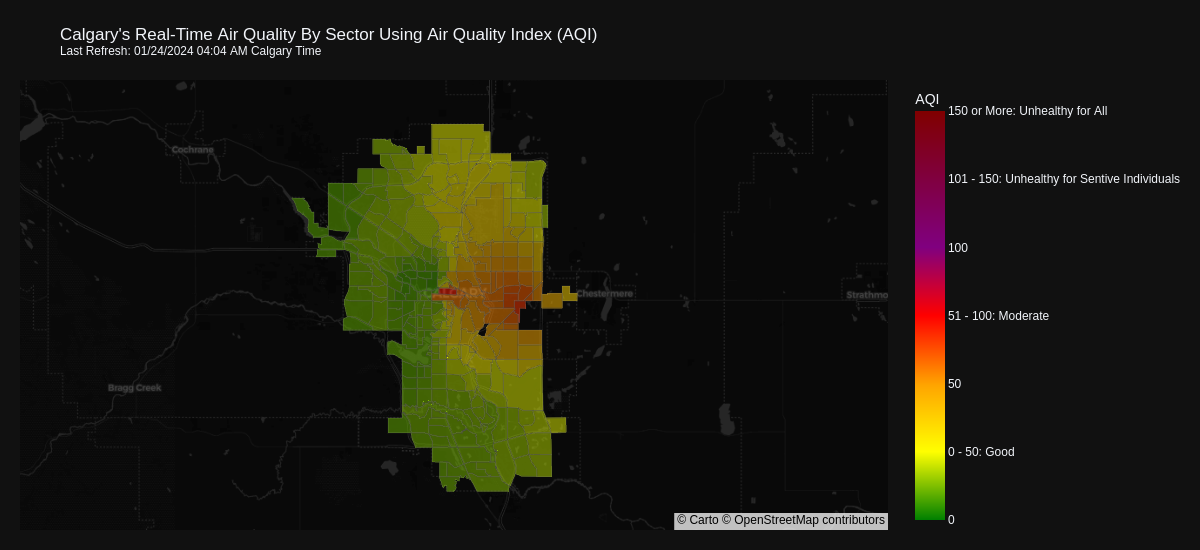 Calgary's Real-Time Air Quality By Sector Using Air Quality Index (AQI)
Last Refresh: 01/24/2024 04:04 AM Calgary Time
AQI
150 or More: Unhealthy for All
101 - 150: Unhealthy for Sentive Individuals
100
51 - 100: Moderate
50
0 - 50: Good
0
Cochrane
CALGARY
Chestermere
Strathmo
Bragg Creek
© Carto © OpenStreetMap contributors